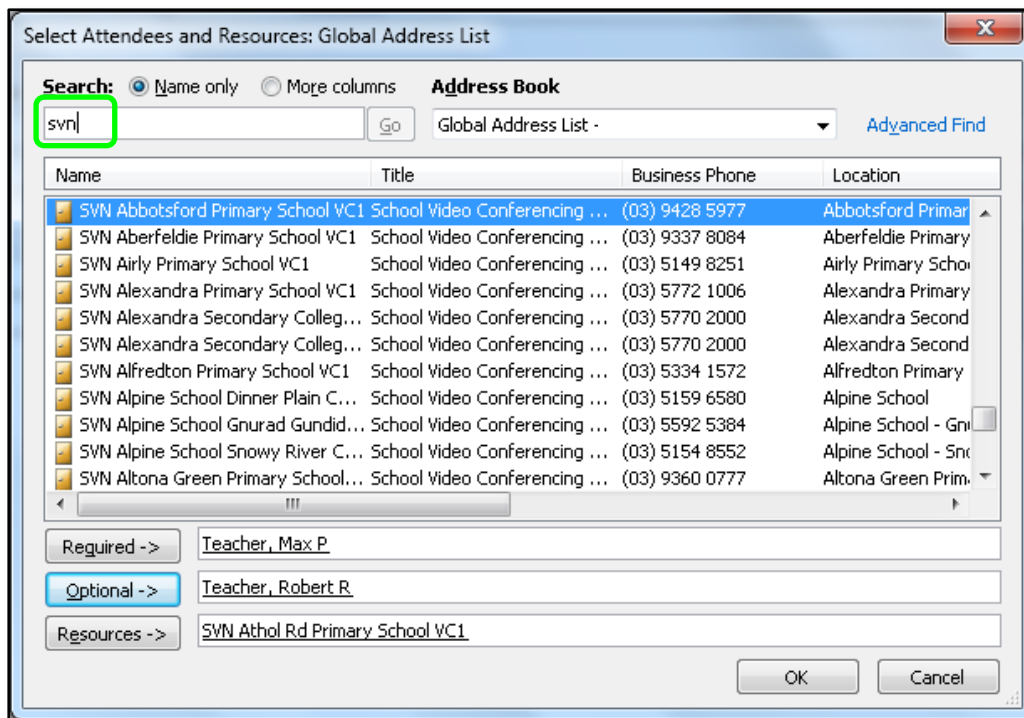 Select Attendees and Resources: Global Address List
Search: Name only More columns Address Book
svn Go Global Address List - Advanced Find
Name Title Business Phone Location
SVN Abbotsford Primary School VC1 School Video Conferencing ... (03) 9428 5977 Abbotsford Primar
SVN Aberfeldie Primary School VC1 School Video Conferencing ... (03) 9337 8084 Aberfeldie Primary
SVN Airly Primary School VC1 School Video Conferencing ... (03) 5149 8251 Airly Primary Scho
SVN Alexandra Primary School VC1 School Video Conferencing ... (03) 5772 1006 Alexandra Primary
SVN Alexandra Secondary Colleg... School Video Conferencing ... (03) 5770 2000 Alexandra Second
SVN Alexandra Secondary Colleg... School Video Conferencing ... (03) 5770 2000 Alexandra Second
SVN Alfredton Primary School VC1 School Video Conferencing ... (03) 5334 1572 Alfredton Primary
SVN Alpine School Dinner Plain C... School Video Conferencing ... (03) 5159 6580 Alpine School
SVN Alpine School Gnurad Gundid... School Video Conferencing ... (03) 5592 5384 Alpine School - Gnu
SVN Alpine School Snowy River C... School Video Conferencing ... (03) 5154 8552 Alpine School - Sno
SVN Altona Green Primary School... School Video Conferencing ... (03) 9360 0777 Altona Green Prim
Required -> Teacher, Max P
Optional -> Teacher, Robert R
Resources -> SVN Athol Rd Primary School VC1
OK Cancel